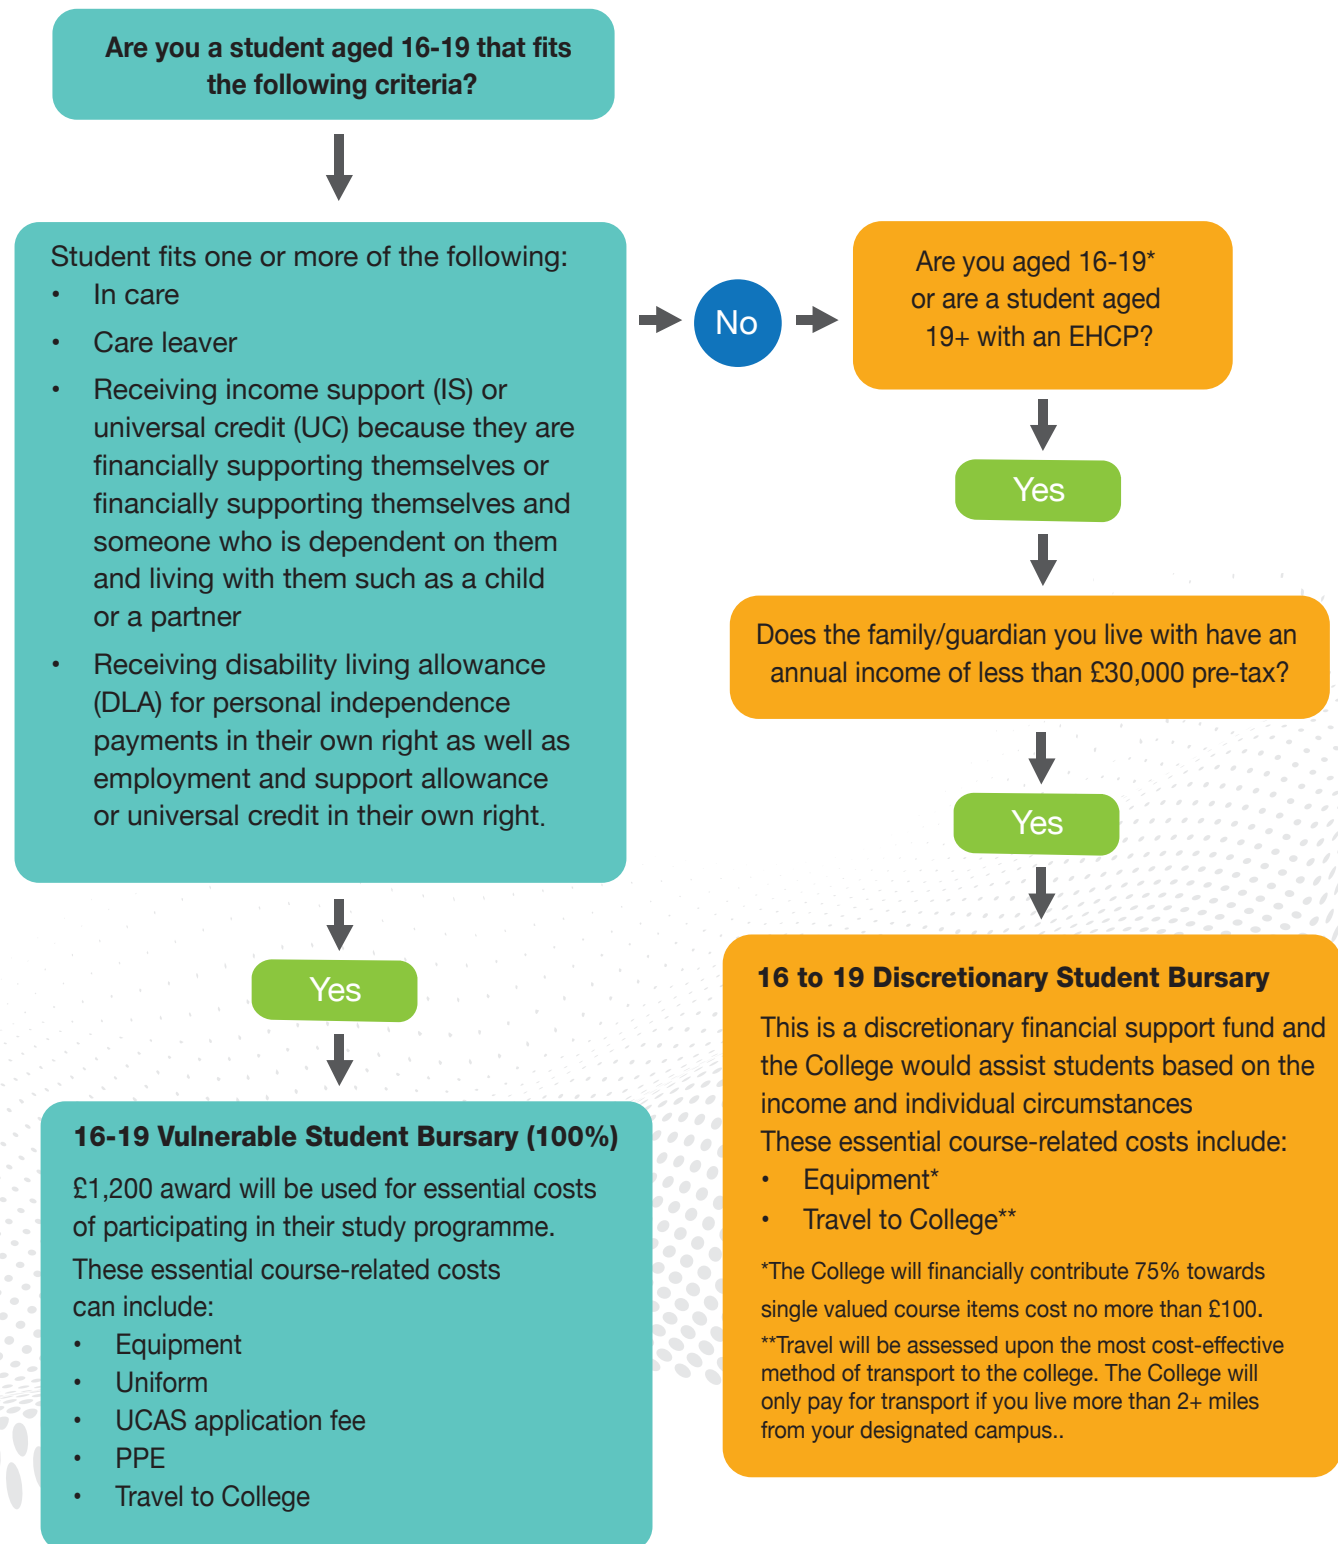 Are you a student aged 16-19 that fits
the following criteria?
Student fits one or more of the following:
• In care
• Care leaver
• Receiving income support (IS) or
universal credit (UC) because they are
financially supporting themselves or
financially supporting themselves and
someone who is dependent on them
and living with them such as a child
or a partner
• Receiving disability living allowance
(DLA) for personal independence
payments in their own right as well as
employment and support allowance
or universal credit in their own right.
Yes
16-19 Vulnerable Student Bursary (100%)
£1,200 award will be used for essential costs
of participating in their study programme.
These essential course-related costs
can include:
• Equipment
• Uniform
• UCAS application fee
• PPE
• Travel to College
No
Are you aged 16-19*
or are a student aged
19+ with an EHCP?
Yes
Does the family/guardian you live with have an
annual income of less than £30,000 pre-tax?
Yes
16 to 19 Discretionary Student Bursary
This is a discretionary financial support fund and
the College would assist students based on the
income and individual circumstances
These essential course-related costs include:
• Equipment*
• Travel to College**
*The College will financially contribute 75% towards
single valued course items cost no more than £100.
**Travel will be assessed upon the most cost-effective
method of transport to the college. The College will
only pay for transport if you live more than 2+ miles
from your designated campus..